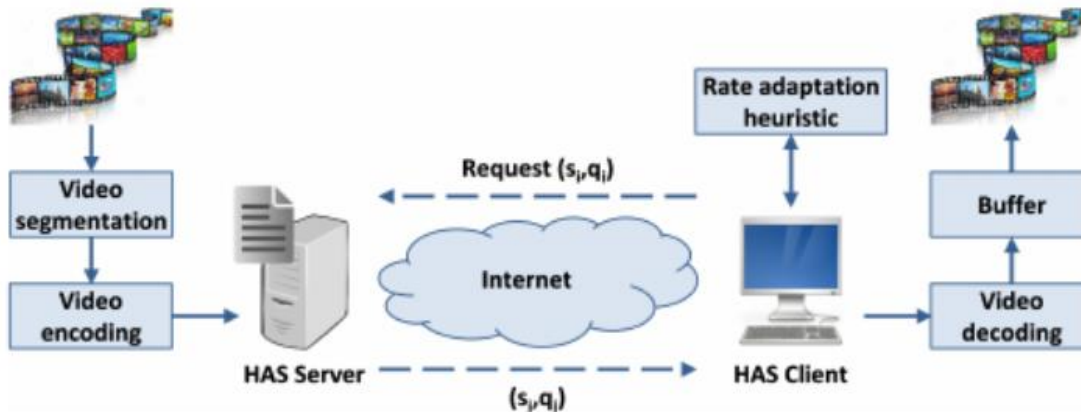 Rate adaptation
heuristic
Request (sᵢ,qᵢ)
Video
segmentation
Buffer
Internet
Video
encoding
Video
decoding
HAS Server
HAS Client
(sᵢ,qᵢ)